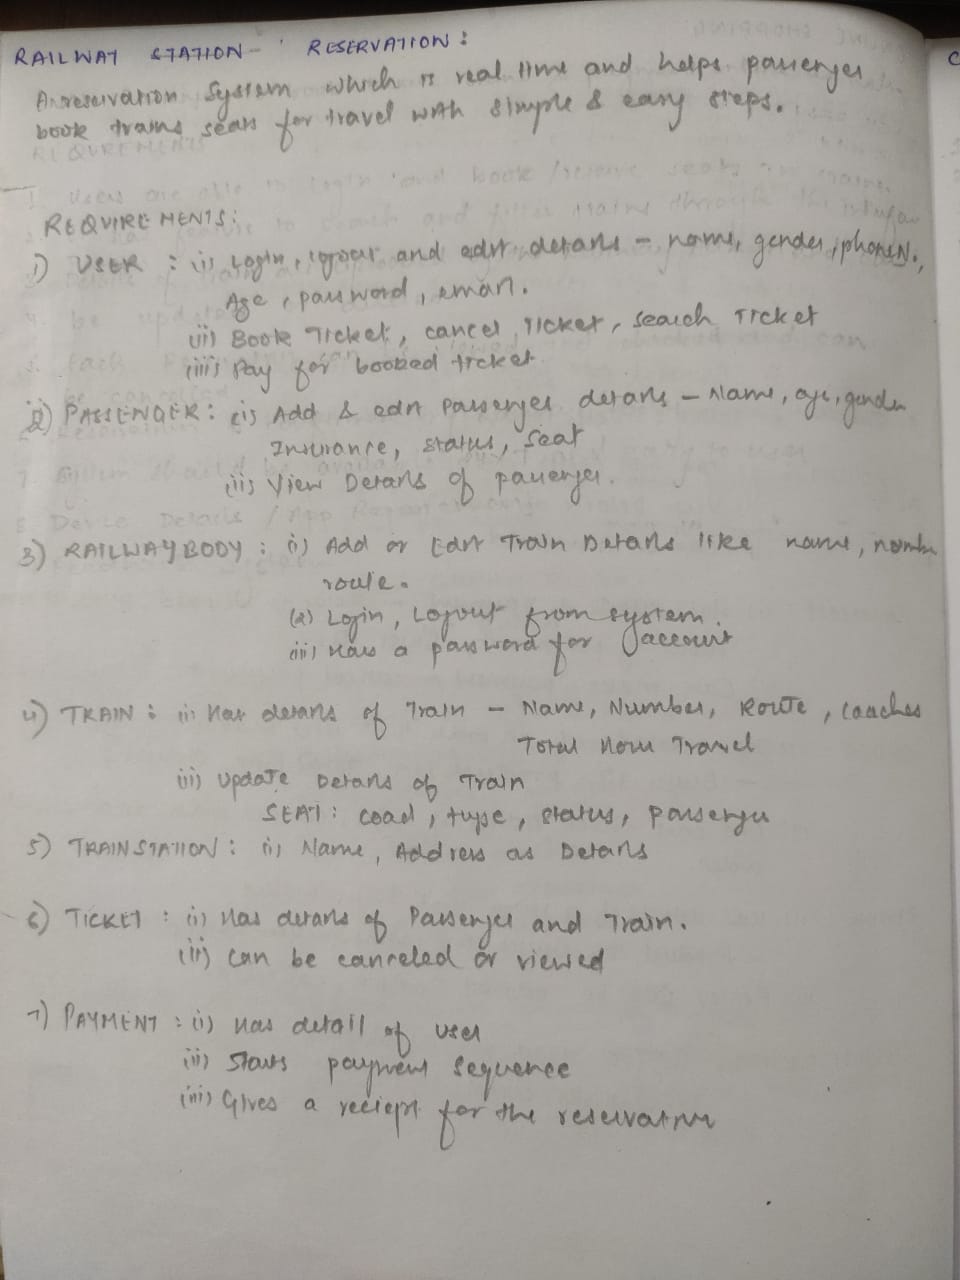 RAILWAY STATION - RESERVATION :
A reservation System which is real time and helps passenger
book trains seats for travel with simple & easy steps.
REQUIREMENTS:
1) USER : i) Login, logout and edit details - name, gender, phone No.,
Age, password, email.
ii) Book Ticket, cancel Ticket, search Ticket
iii) Pay for booked ticket
2) PASSENGER : i) Add & edit passenger details - Name, age, gender
Insurance, status, seat
ii) View Details of passenger.
3) RAILWAY BODY : i) Add or Edit Train Details like name, number
route.
(2) Login, Logout from system.
iii) Has a password for account
4) TRAIN : i) Has details of Train - Name, Number, Route, Coaches
Total Travel
ii) Update Details of Train
SEAT : coad, type, status, passenger
5) TRAIN STATION : i) Name, Address as Details
6) TICKET : i) Has details of Passenger and Train.
(ii) can be canceled or viewed
7) PAYMENT : (i) Has detail of user
ii) Starts payment sequence
(iii) Gives a reciept for the reservation